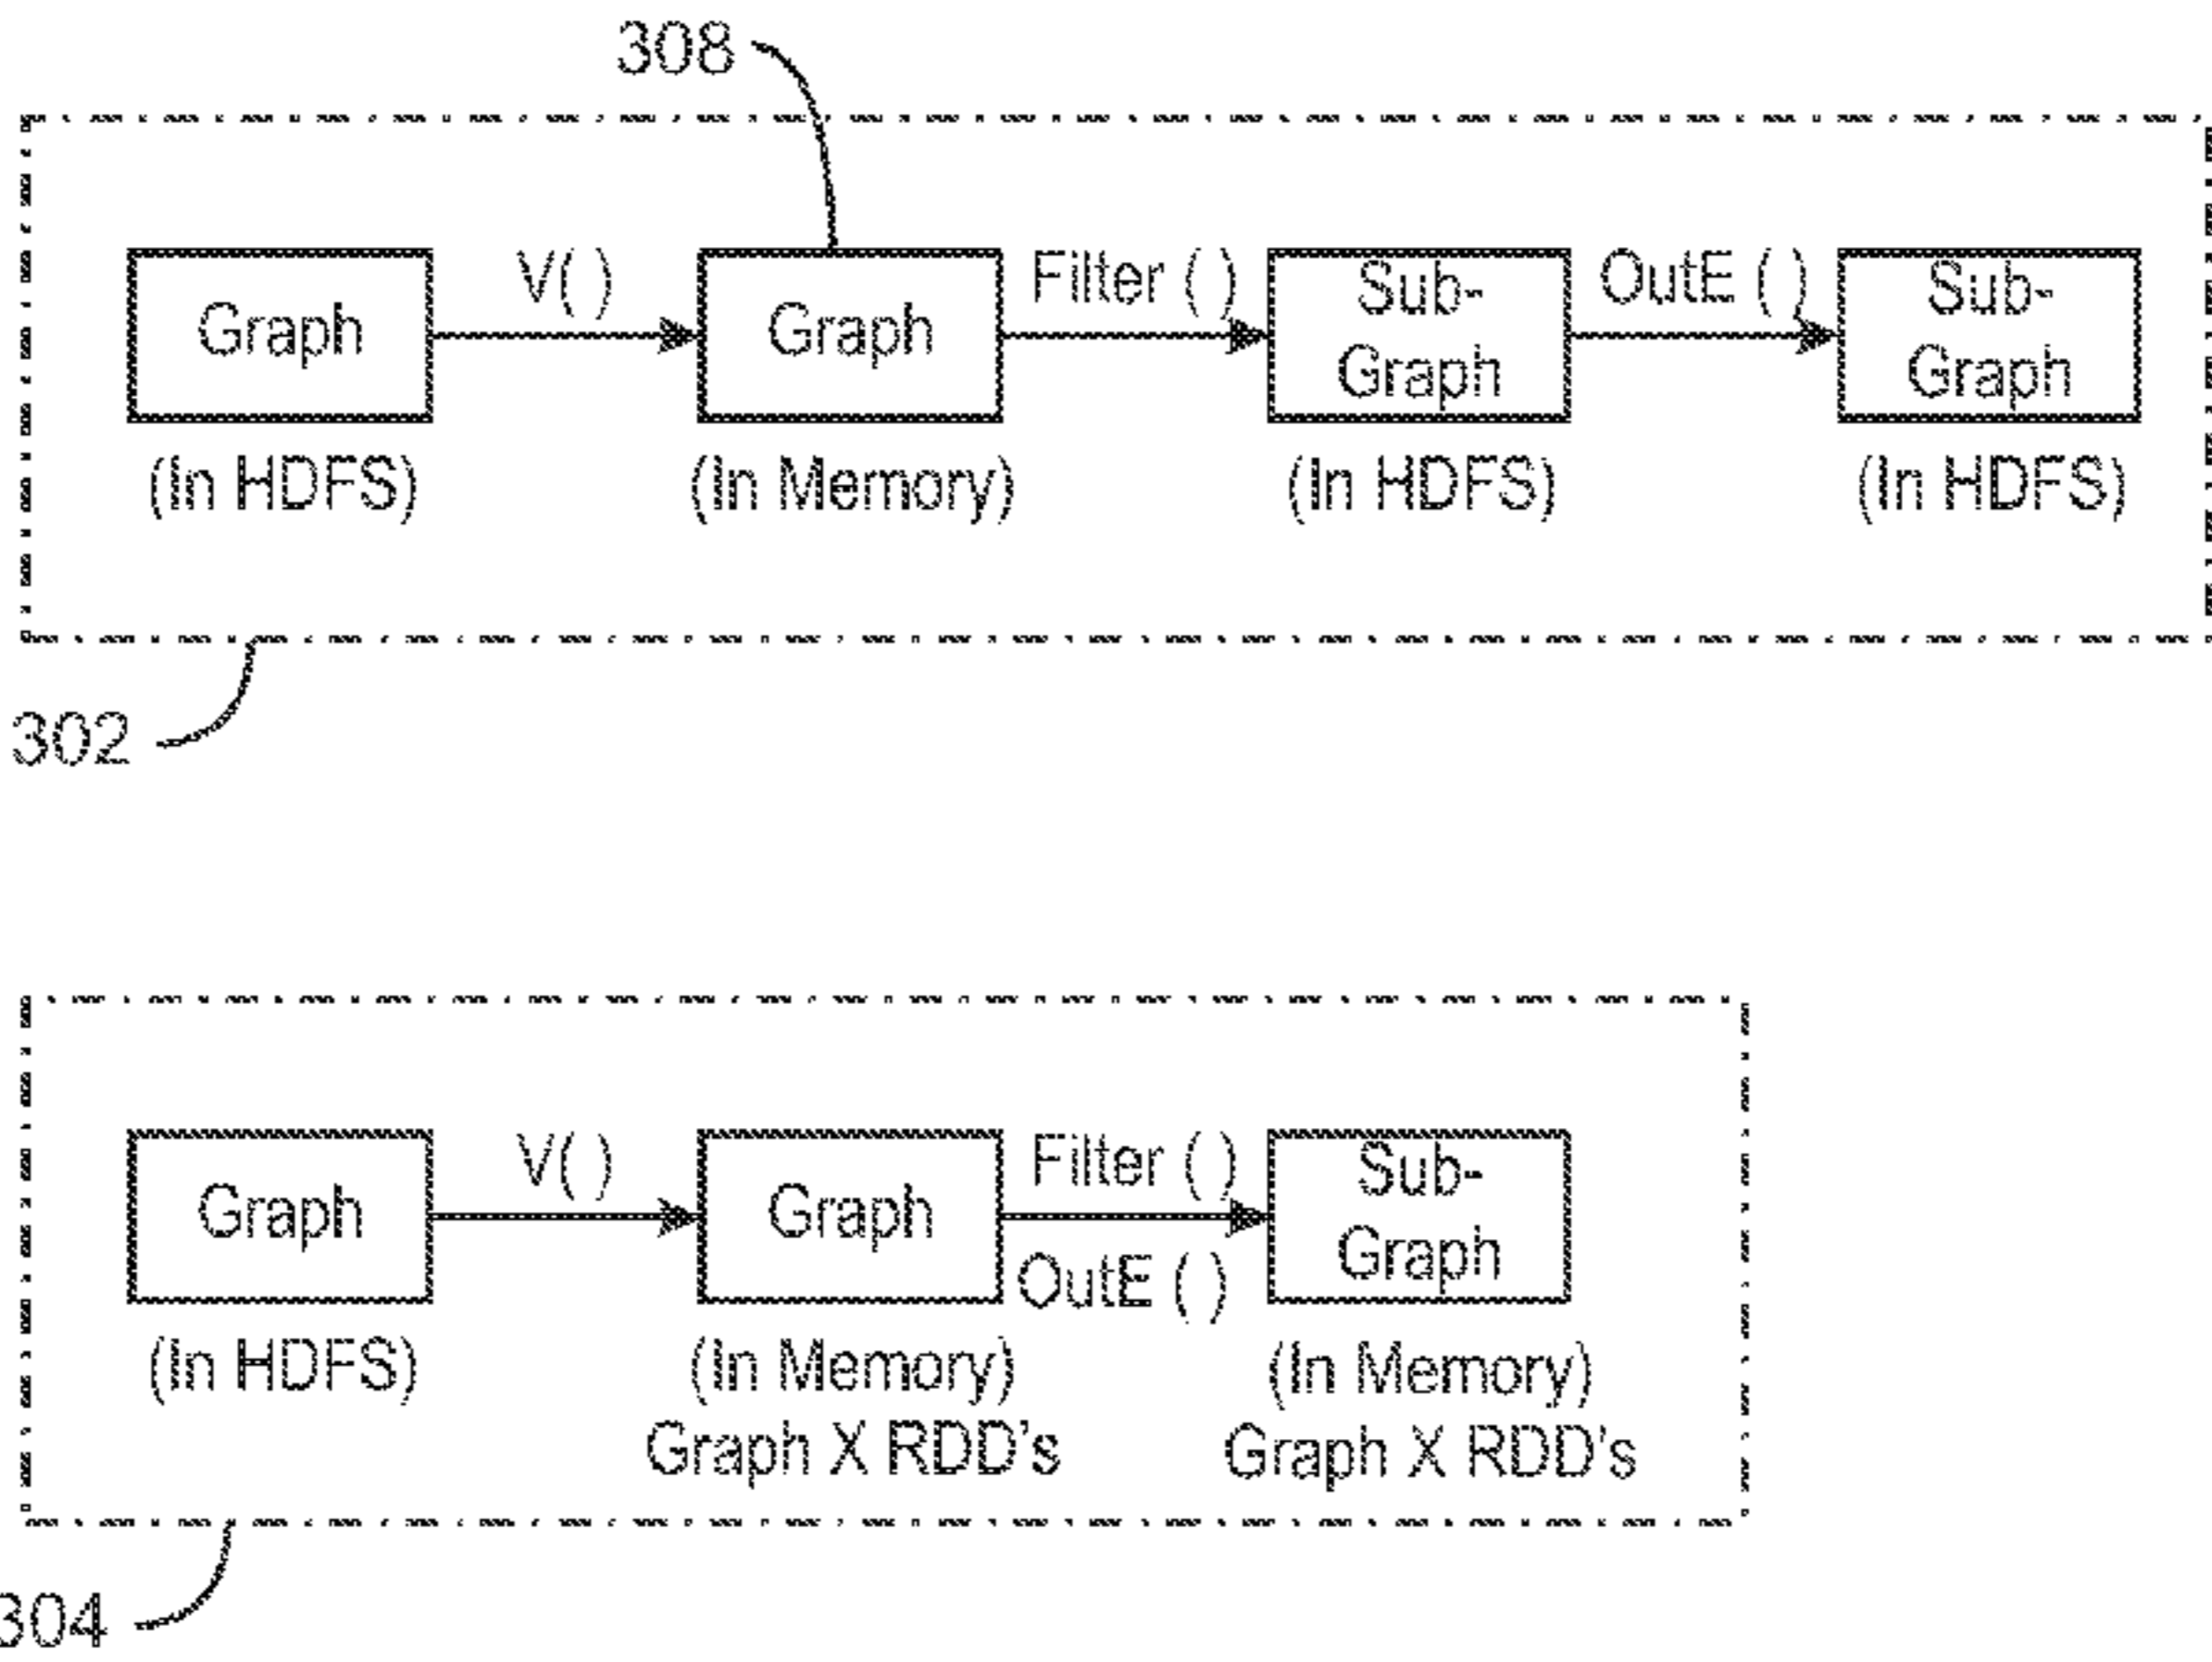 308
V( )
Filter ( )
OutE ( )
Graph
Graph
Sub-
Graph
Sub-
Graph
(In HDFS)
(In Memory)
(In HDFS)
(In HDFS)
302
V( )
Filter ( )
Graph
Graph
Sub-
Graph
OutE ( )
(In HDFS)
(In Memory)
Graph X RDD's
(In Memory)
Graph X RDD's
304